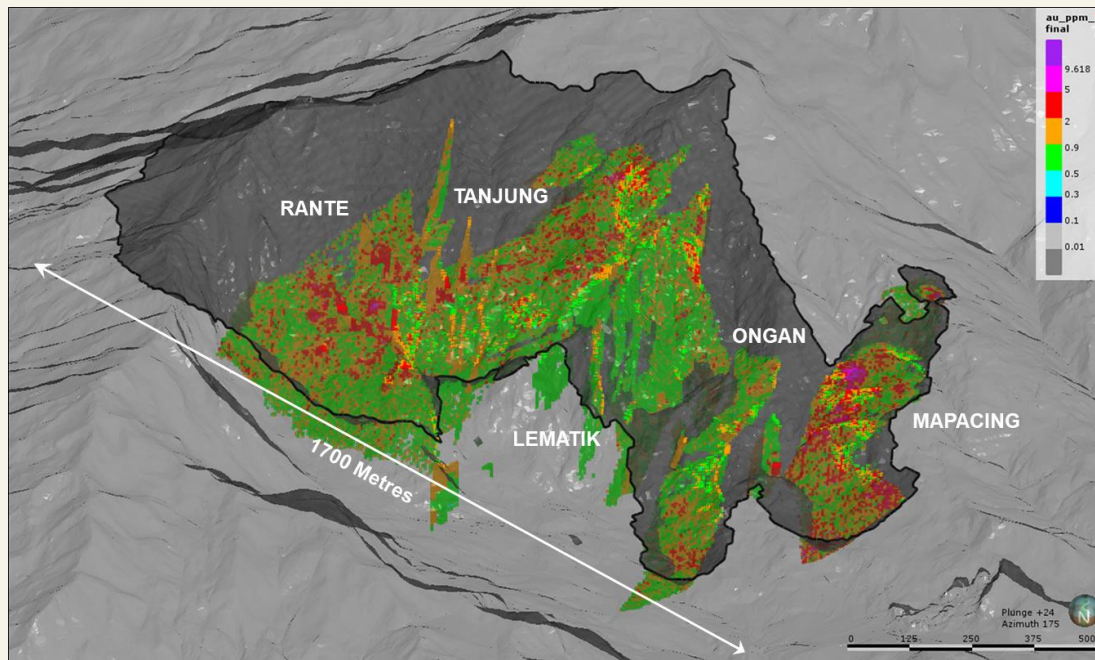 au_ppm_
final
9.618
5
2
0.9
0.5
0.3
0.1
0.01
RANTE
TANJUNG
ONGAN
MAPACING
LEMATIK
1700 Metres
Plunge +24
Azimuth 175
N
0 125 250 375 500